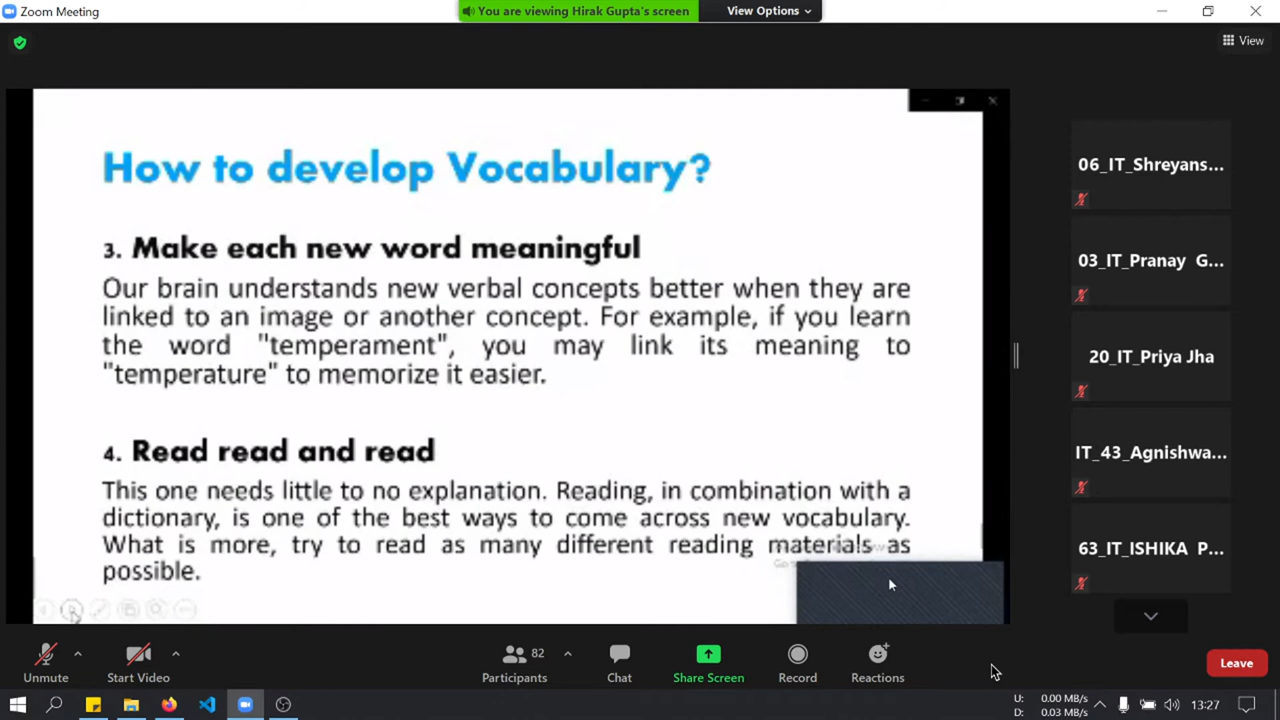 Zoom Meeting
You are viewing Hirak Gupta's screen
View Options
View
How to develop Vocabulary?
3. Make each new word meaningful
Our brain understands new verbal concepts better when they are
linked to an image or another concept. For example, if you learn
the word "temperament", you may link its meaning to
"temperature" to memorize it easier.
4. Read read and read
This one needs little to no explanation. Reading, in combination with a
dictionary, is one of the best ways to come across new vocabulary.
What is more, try to read as many different reading materials as
possible.
06_IT_Shreyans...
03_IT_Pranay G...
20_IT_Priya Jha
IT_43_Agnishwa...
63_IT_ISHIKA P...
Unmute
Start Video
82
Participants
Chat
Share Screen
Record
Reactions
Leave
U: 0.00 MB/s
D: 0.03 MB/s
13:27